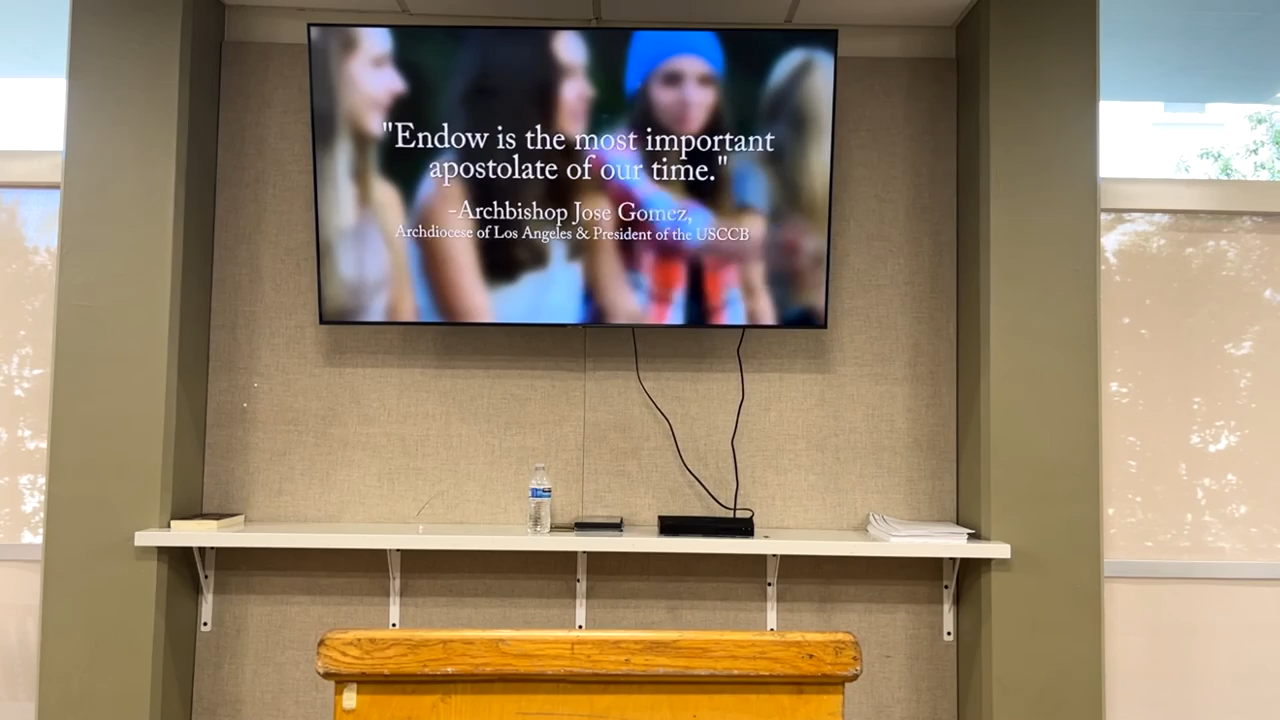 "Endow is the most important
apostolate of our time."
-Archbishop Jose Gomez,
Archdiocese of Los Angeles & President of the USCCB